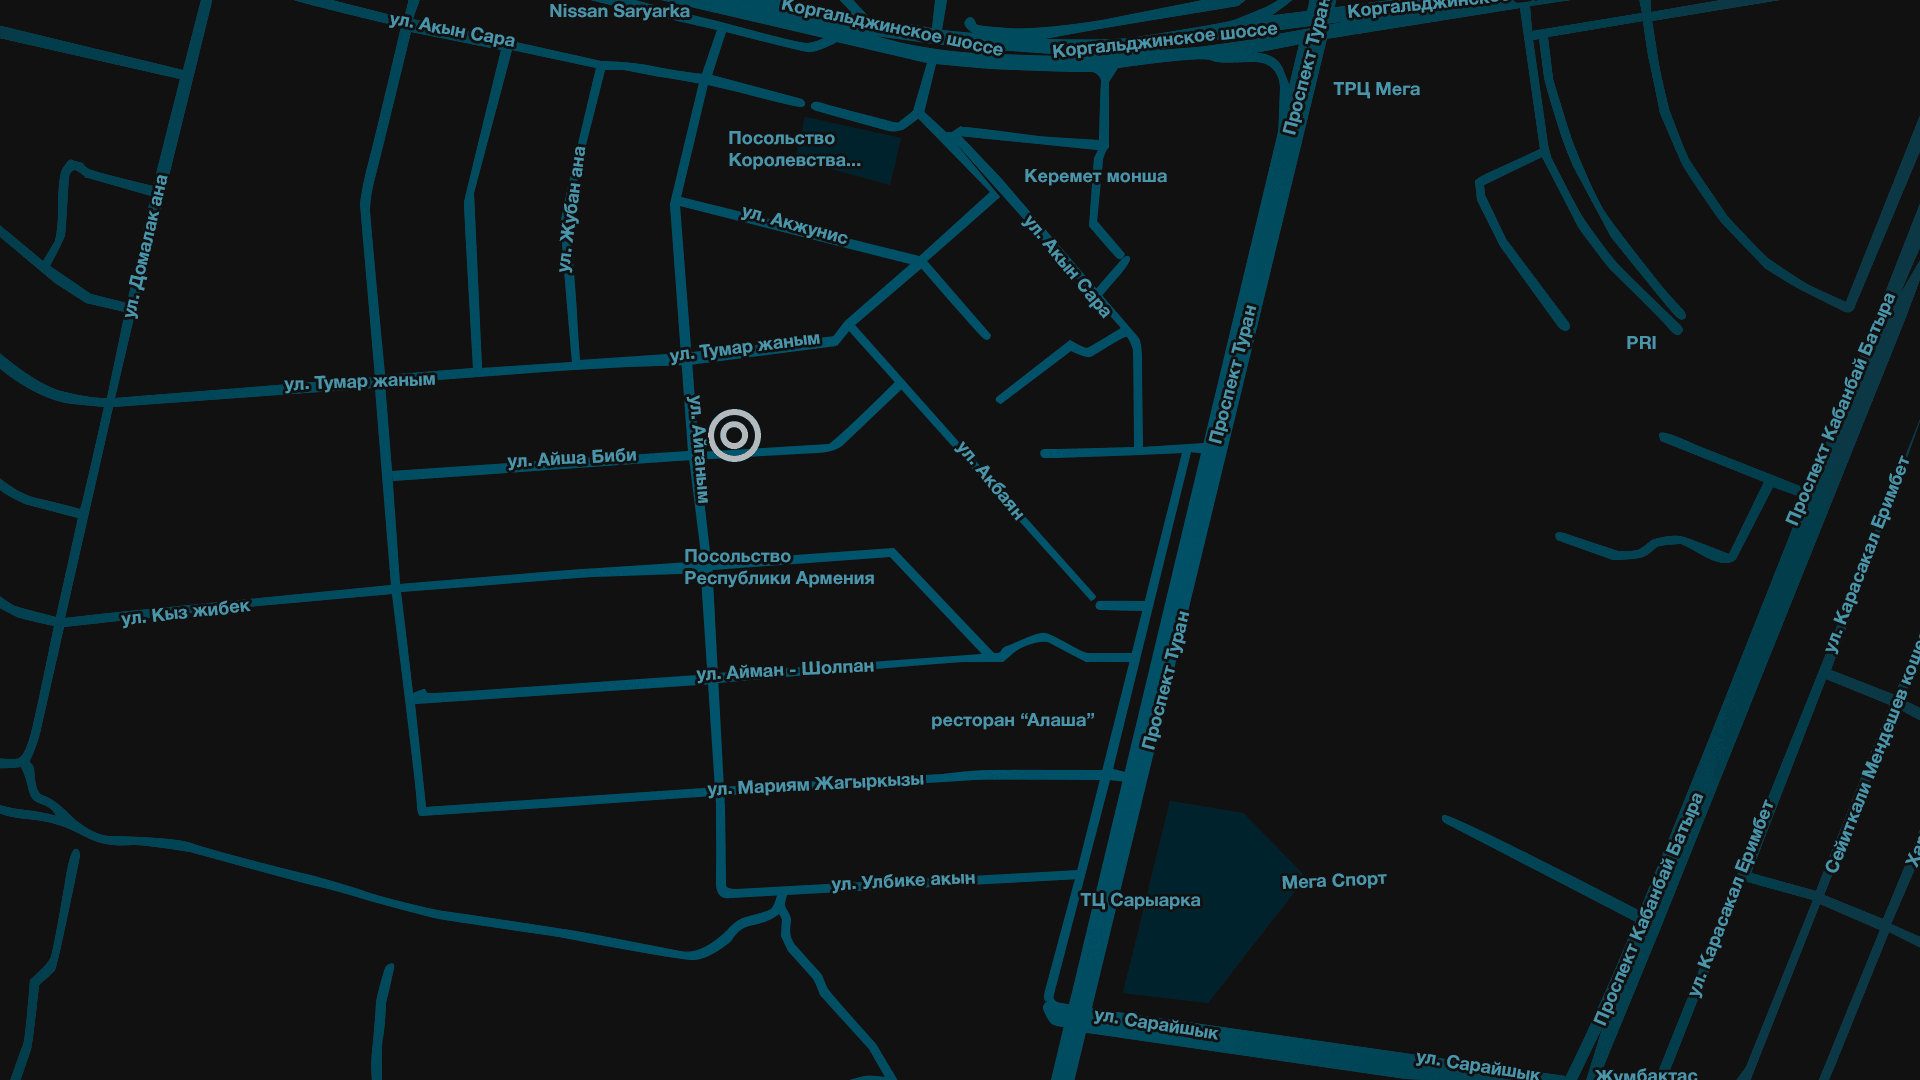 Nissan Saryarka
Коргальджинское шоссе
Коргальджинское шоссе
Коргальджинское
ул. Акын Сара
Проспект Туран
ТРЦ Мега
Посольство
Королевства...
Керемет монша
ул. Домалак ана
ул. Жубан ана
ул. Акжунис
ул. Акын Сара
Проспект Туран
PRI
Проспект Кабанбай Батыра
ул. Тумар жаным
ул. Тумар жаным
ул. Айганым
ул. Айша Биби
ул. Акбаян
ул. Карасакал Еримбет
Посольство
Республики Армения
ул. Кыз жибек
Проспект Туран
ул. Айман - Шолпан
ресторан “Алаша”
Сейиткали Мендешев
ул. Мариям Жагыркызы
Проспект Кабанбай Батыра
ул. Карасакал Еримбет
ул. Улбике акын
Мега Спорт
ТЦ Сарыарка
ул. Сарайшык
ул. Сарайшык
Жумбактас